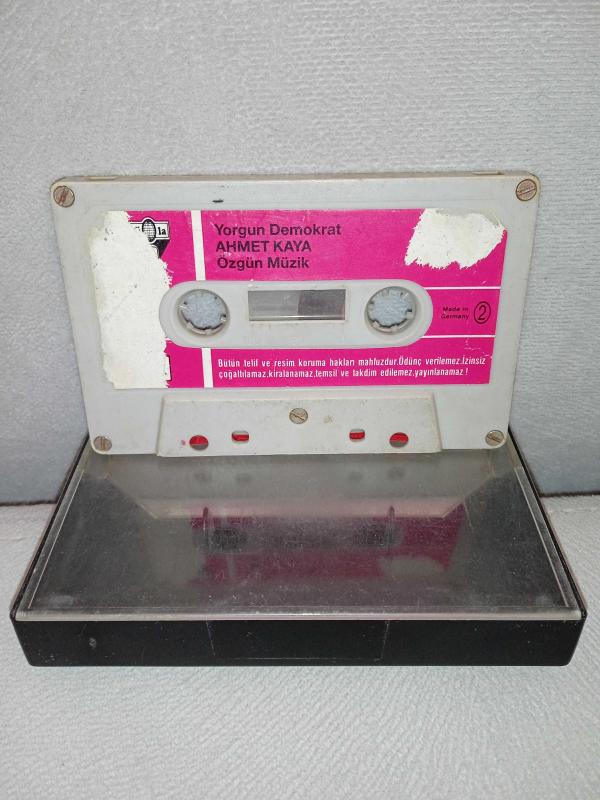 la
Yorgun Demokrat
AHMET KAYA
Özgün Müzik
Made in
Germany
2
Bütün telif ve resim koruma hakları mahfuzdur.Ödünç verilemez.İzinsiz
çoğaltılamaz,kiralanamaz,temsil ve takdim edilemez,yayınlanamaz!